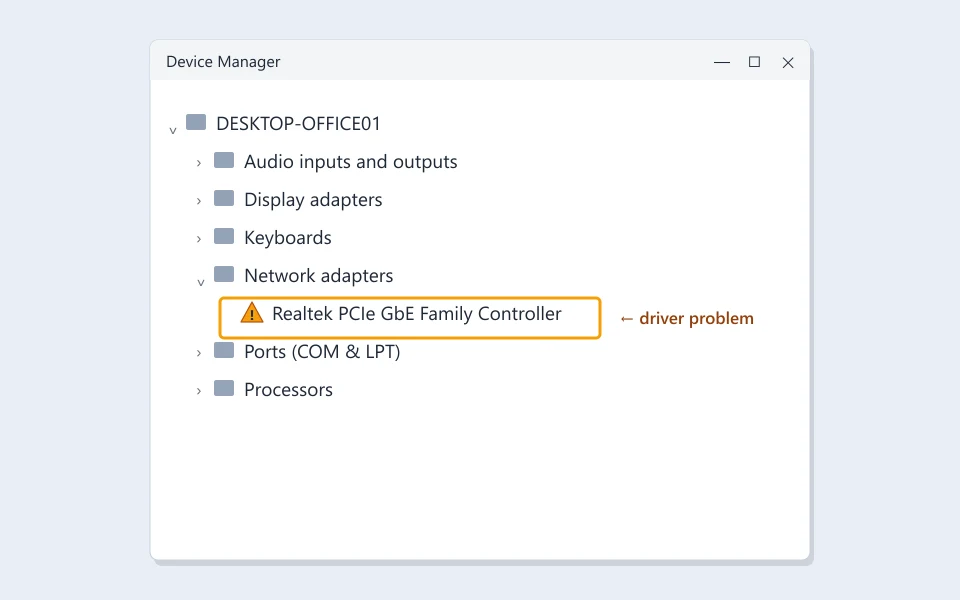 Device Manager
DESKTOP-OFFICE01
Audio inputs and outputs
Display adapters
Keyboards
Network adapters
Realtek PCIe GbE Family Controller
← driver problem
Ports (COM & LPT)
Processors